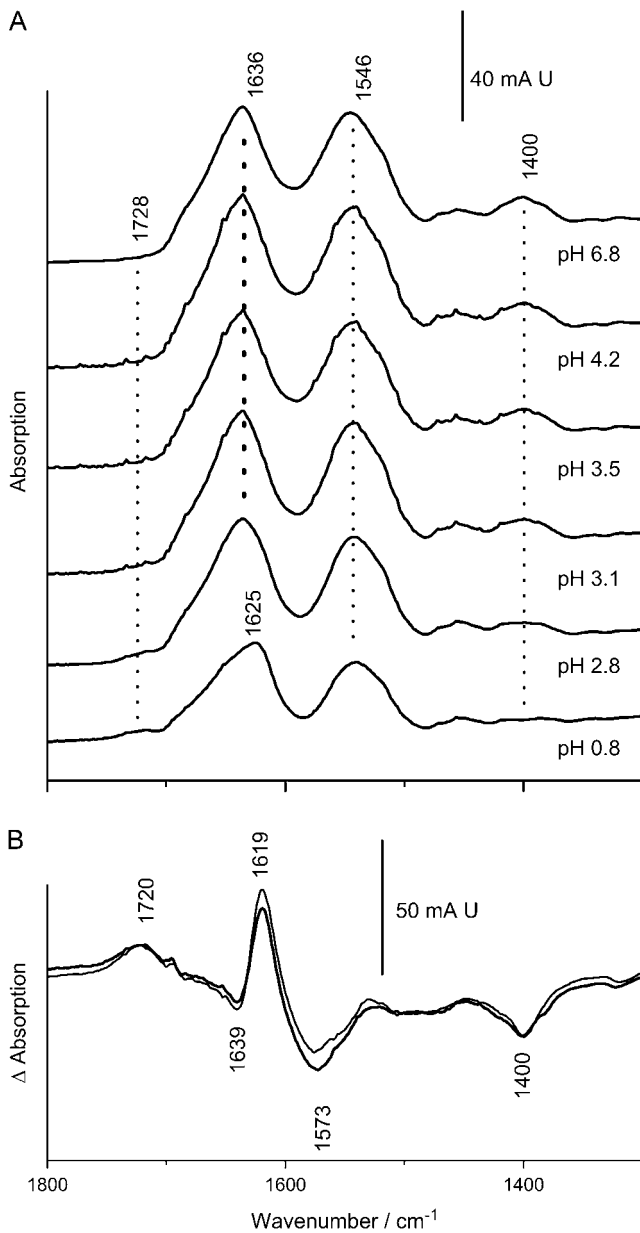 A
1636
1546
40 mA U
1400
1728
pH 6.8
pH 4.2
pH 3.5
pH 3.1
1625
pH 2.8
pH 0.8
Absorption
B
1619
1720
50 mA U
1639
1400
1573
Δ Absorption
1800
1600
1400
Wavenumber / cm⁻¹